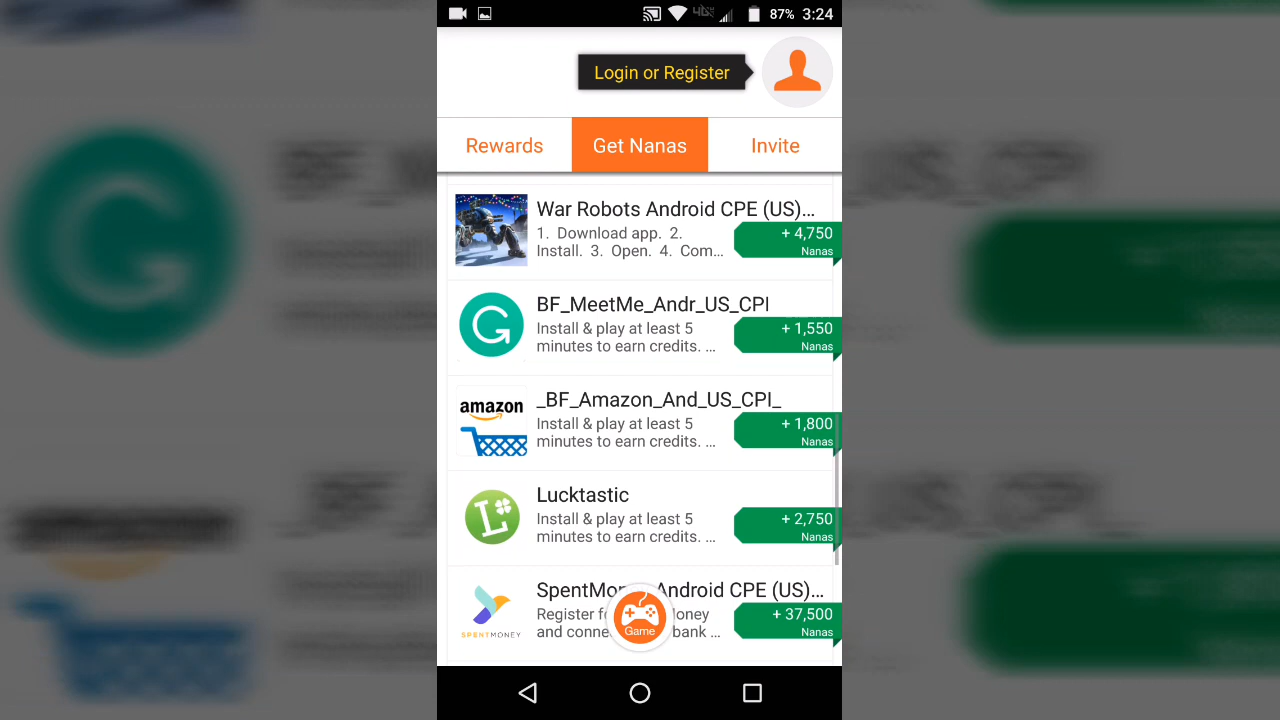 87% 3:24
Login or Register
Rewards Get Nanas Invite
War Robots Android CPE (US)...
1. Download app. 2.
Install. 3. Open. 4. Com...
+ 4,750
Nanas
BF_MeetMe_Andr_US_CPI
Install & play at least 5
minutes to earn credits. ...
+ 1,550
Nanas
amazon
_BF_Amazon_And_US_CPI_
Install & play at least 5
minutes to earn credits. ...
+ 1,800
Nanas
L
Lucktastic
Install & play at least 5
minutes to earn credits. ...
+ 2,750
Nanas
SPENTMONEY
Android CPE (US)...
Register
and bank ...
+ 37,500
Nanas
Game